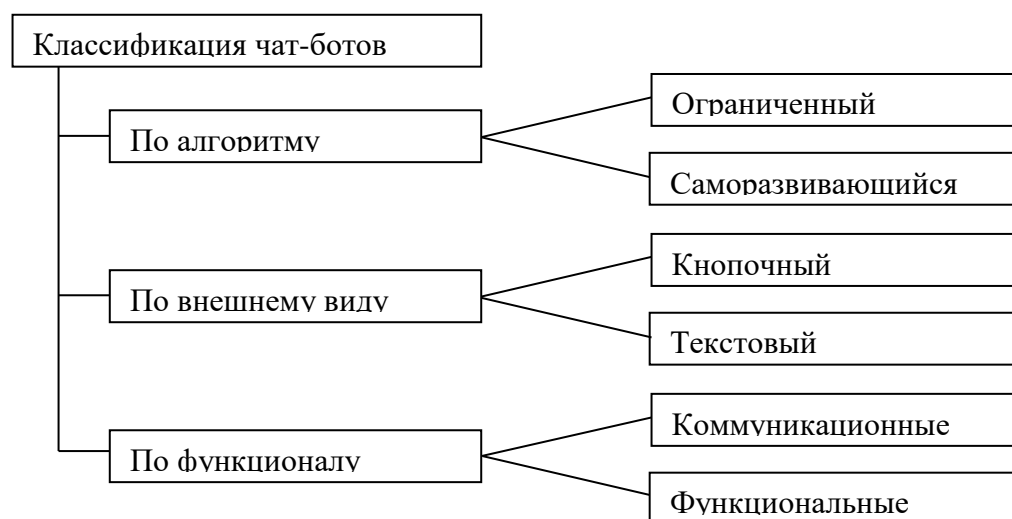 Классификация чат-ботов
По алгоритму
Ограниченный
Саморазвивающийся
По внешнему виду
Кнопочный
Текстовый
По функционалу
Коммуникационные
Функциональные